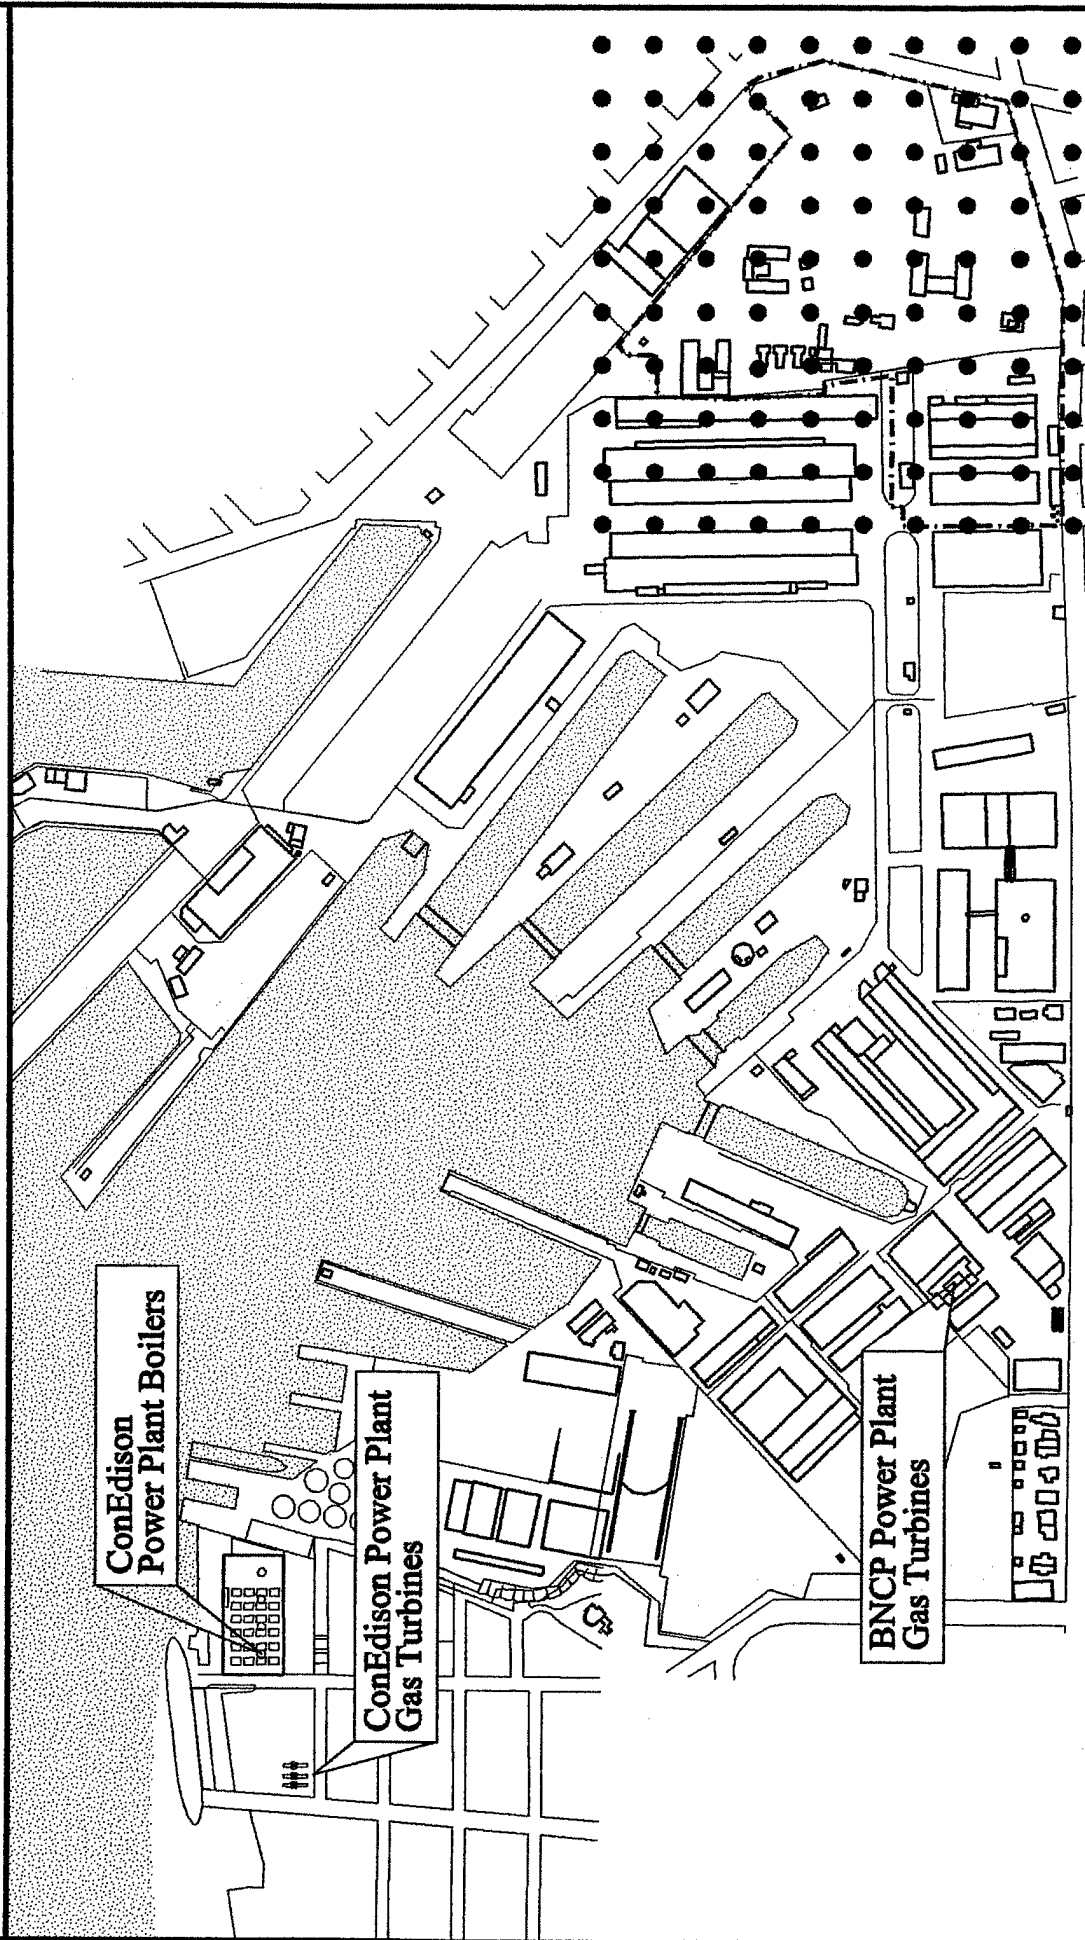 ConEdison
Power Plant Boilers
ConEdison Power Plant
Gas Turbines
BNCP Power Plant
Gas Turbines